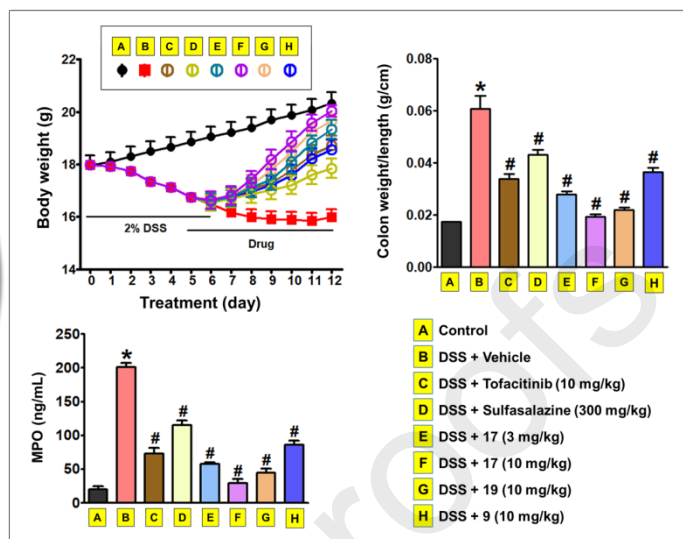 A B C D E F G H
22
20
18
16
14
Body weight (g)
2% DSS
Drug
0 1 2 3 4 5 6 7 8 9 10 11 12
Treatment (day)
0.08
0.06
0.04
0.02
0.00
Colon weight/length (g/cm)
*
# # # # # #
A B C D E F G H
250
200
150
100
50
0
MPO (ng/mL)
*
# # # # # #
A B C D E F G H
A Control
B DSS + Vehicle
C DSS + Tofacitinib (10 mg/kg)
D DSS + Sulfasalazine (300 mg/kg)
E DSS + 17 (3 mg/kg)
F DSS + 17 (10 mg/kg)
G DSS + 19 (10 mg/kg)
H DSS + 9 (10 mg/kg)
roofs